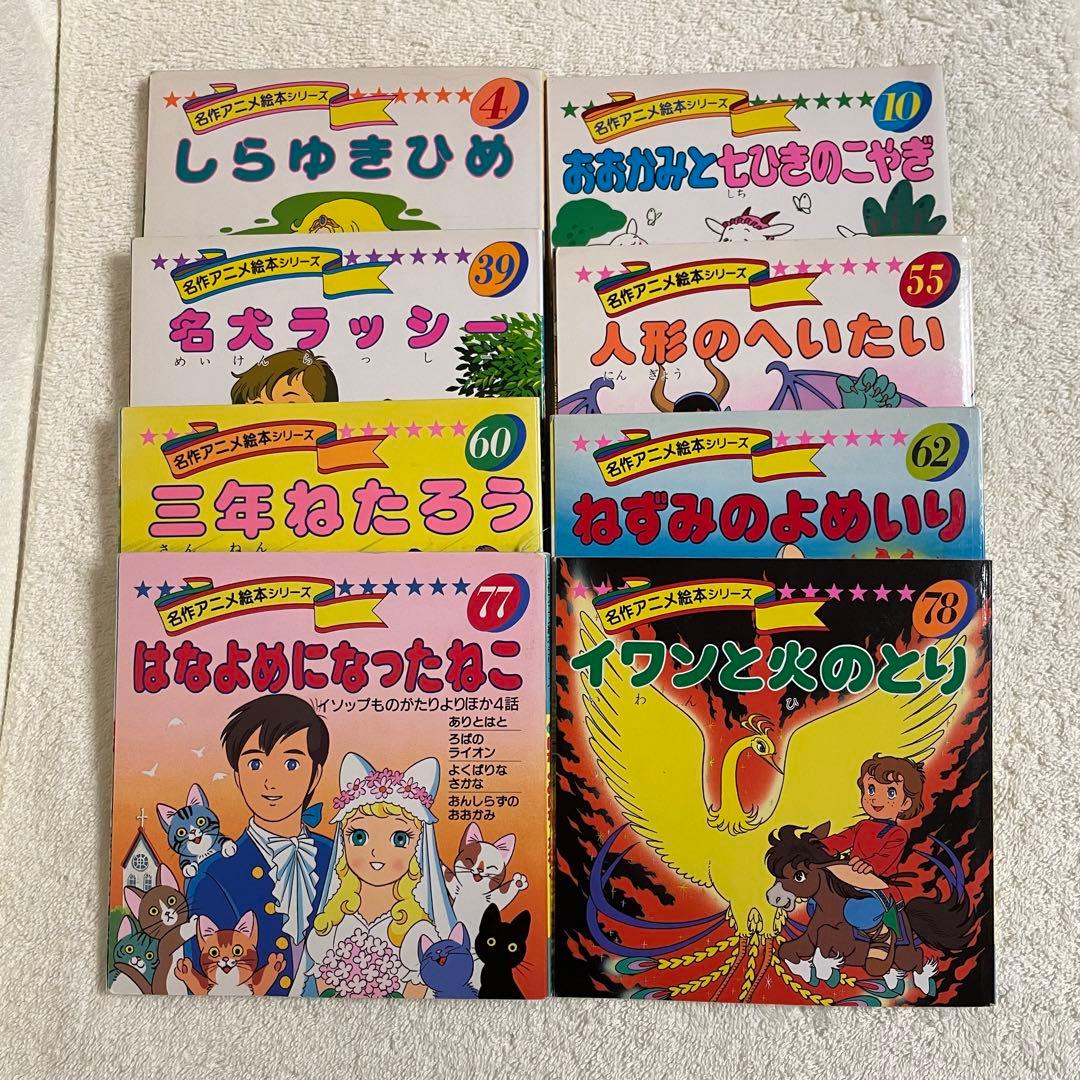 名作アニメ絵本シリーズ
4
しらゆきひめ
名作アニメ絵本シリーズ
10
おおかみと七ひきのこやぎ
しち
名作アニメ絵本シリーズ
39
名犬ラッシー
めいけんらっし
名作アニメ絵本シリーズ
55
人形のへいたい
にんぎょう
名作アニメ絵本シリーズ
60
三年ねたろう
さんねん
名作アニメ絵本シリーズ
62
ねずみのよめいり
名作アニメ絵本シリーズ
77
はなよめになったねこ
イソップものがたりよりほか4話
ありとはと
ろばの
ライオン
よくばりな
さかな
おんしらずの
おおかみ
名作アニメ絵本シリーズ
78
イワンと火のとり
いわんひ